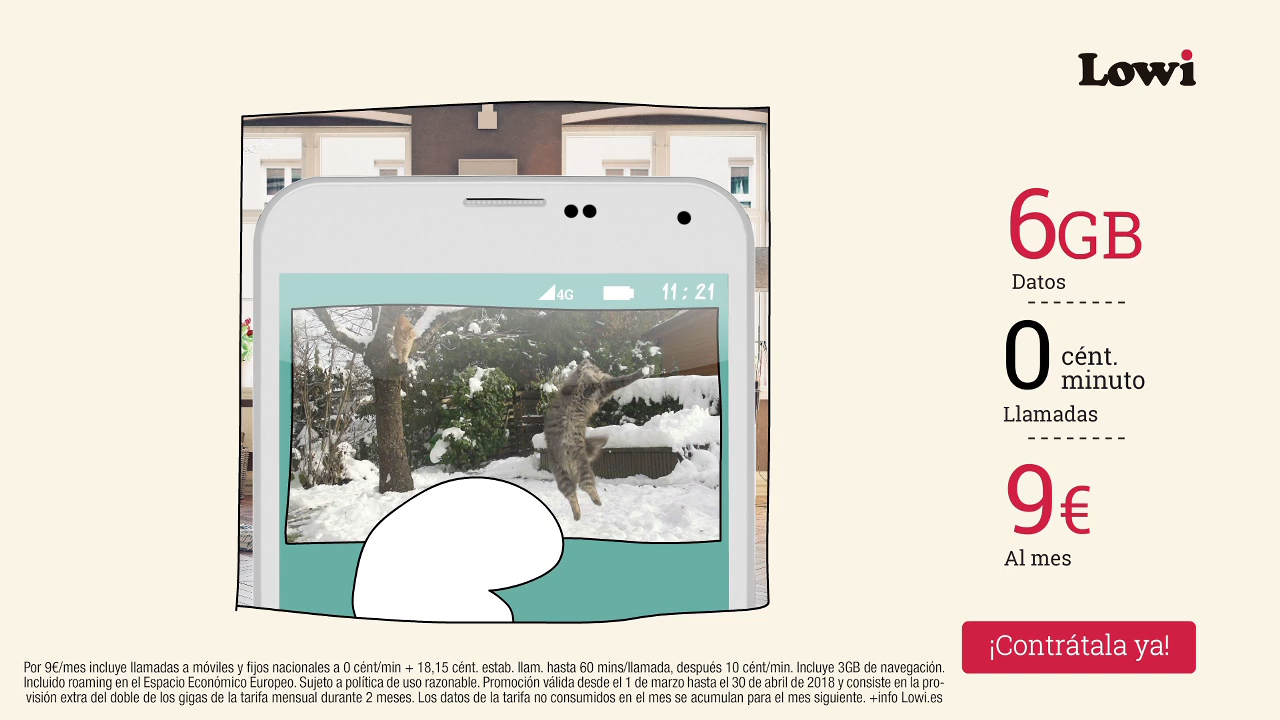 Lowi
4G 11:21
6GB
Datos
0 cént.
minuto
Llamadas
9€
Al mes
¡Contrátala ya!
Por 9€/mes incluye llamadas a móviles y fijos nacionales a 0 cént/min + 18,15 cent. estab. llam. hasta 60 mins/llamada, después 10 cént/min. Incluye 3GB de navegación.
Incluido roaming en el Espacio Económico Europeo. Sujeto a política de uso razonable. Promoción válida desde el 1 de marzo hasta el 30 de abril de 2018 y consiste en la pro-
visión extra del doble de los gigas de la tarifa mensual durante 2 meses. Los datos de la tarifa no consumidos en el mes se acumulan para el mes siguiente. +info Lowi.es